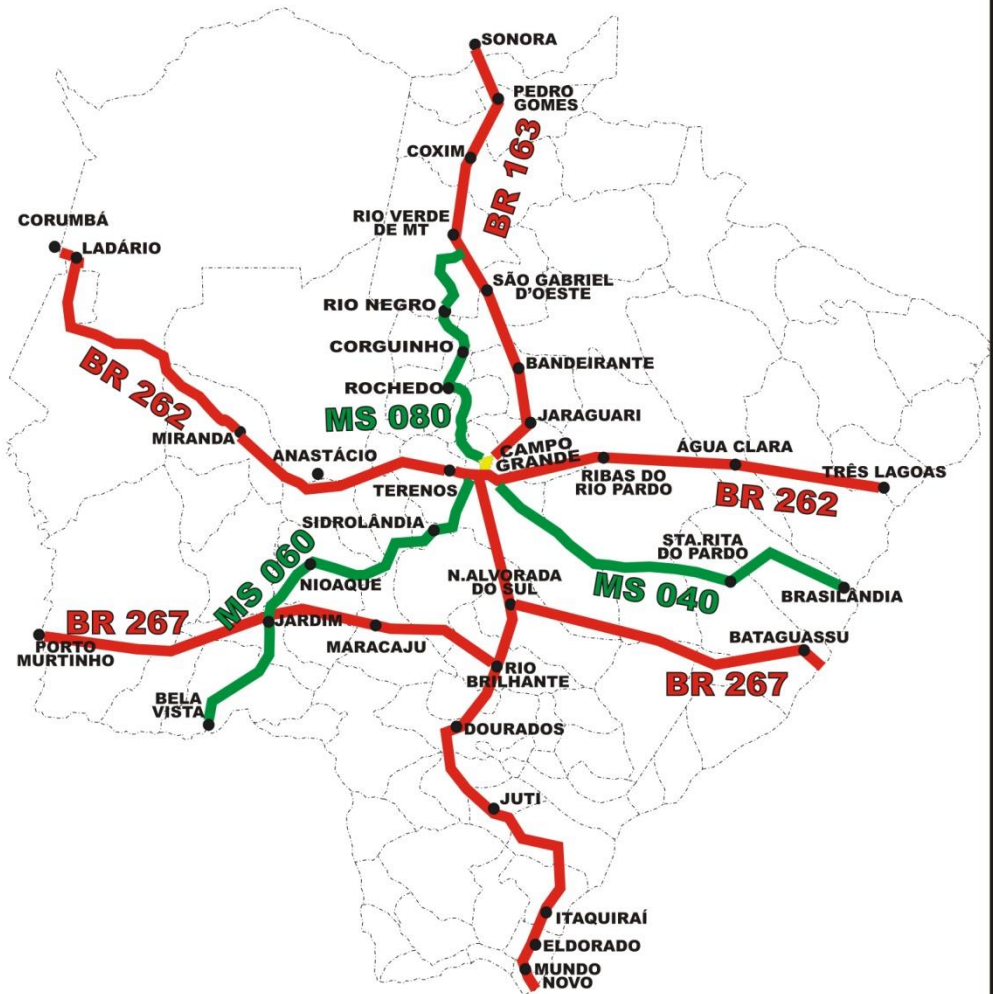 SONORA
PEDRO
GOMES
BR 163
COXIM
RIO VERDE
DE MT
CORUMBÁ
LADÁRIO
SÃO GABRIEL
D'OESTE
RIO NEGRO
CORGUINHO
BANDEIRANTE
ROCHEDO
BR 262
MS 080
JARAGUARI
MIRANDA
CAMPO
GRANDE
ÁGUA CLARA
ANASTÁCIO
TRÊS LAGOAS
TERENOS
RIBAS DO
RIO PARDO
BR 262
SIDROLÂNDIA
STA.RITA
DO PARDO
MS 060
NIOAQUE
N.ALVORADA
DO SUL
MS 040
BRASILÂNDIA
BR 267
JARDIM
BATAGUASSU
PORTO
MURTINHO
MARACAJU
RIO
BRILHANTE
BR 267
BELA
VISTA
DOURADOS
JUTI
ITAQUIRAÍ
ELDORADO
MUNDO
NOVO